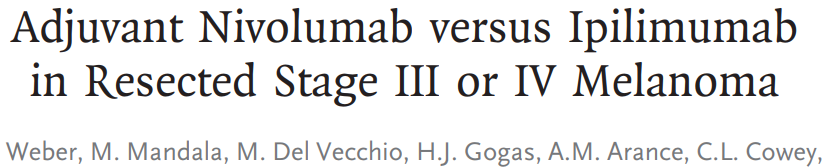 Adjuvant Nivolumab versus Ipilimumab
in Resected Stage III or IV Melanoma
Weber, M. Mandala, M. Del Vecchio, H.J. Gogas, A.M. Arance, C.L. Cowey,